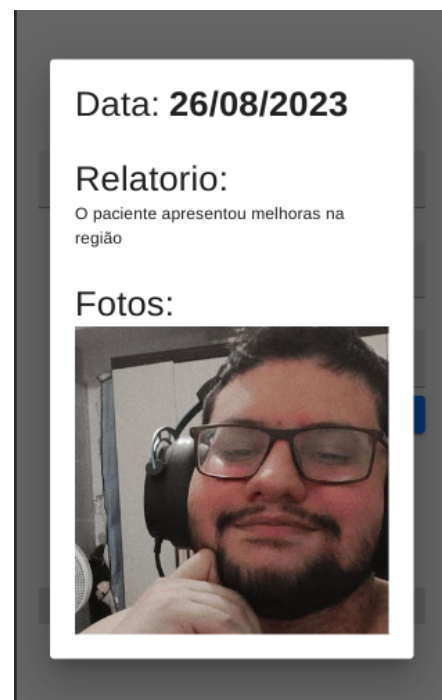 Data: 26/08/2023
Relatorio:
O paciente apresentou melhoras na
região
Fotos: